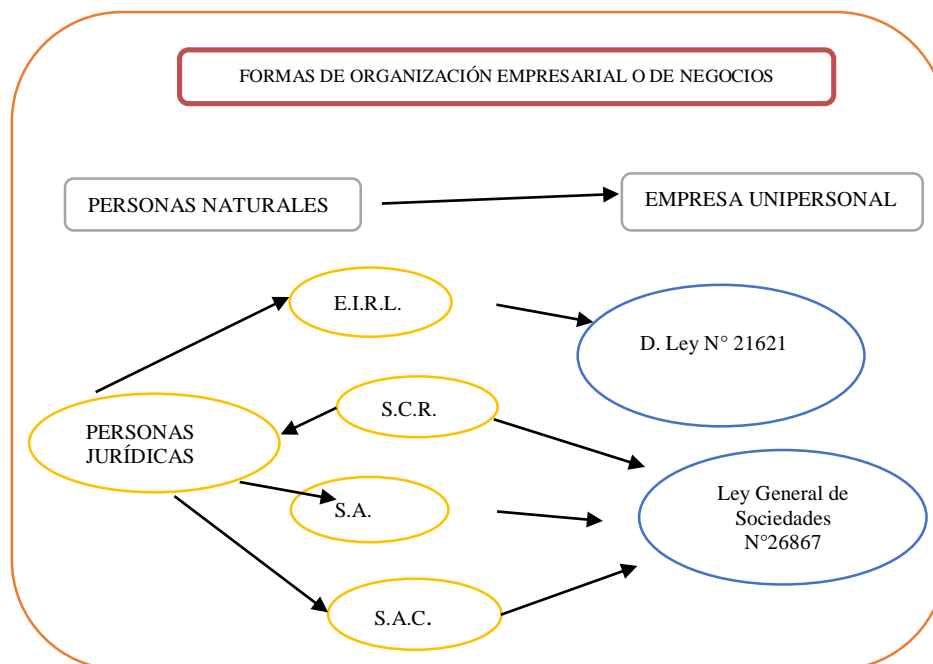 FORMAS DE ORGANIZACIÓN EMPRESARIAL O DE NEGOCIOS
PERSONAS NATURALES
EMPRESA UNIPERSONAL
E.I.R.L.
D. Ley N° 21621
S.C.R.
PERSONAS
JURÍDICAS
S.A.
Ley General de
Sociedades
N°26867
S.A.C.